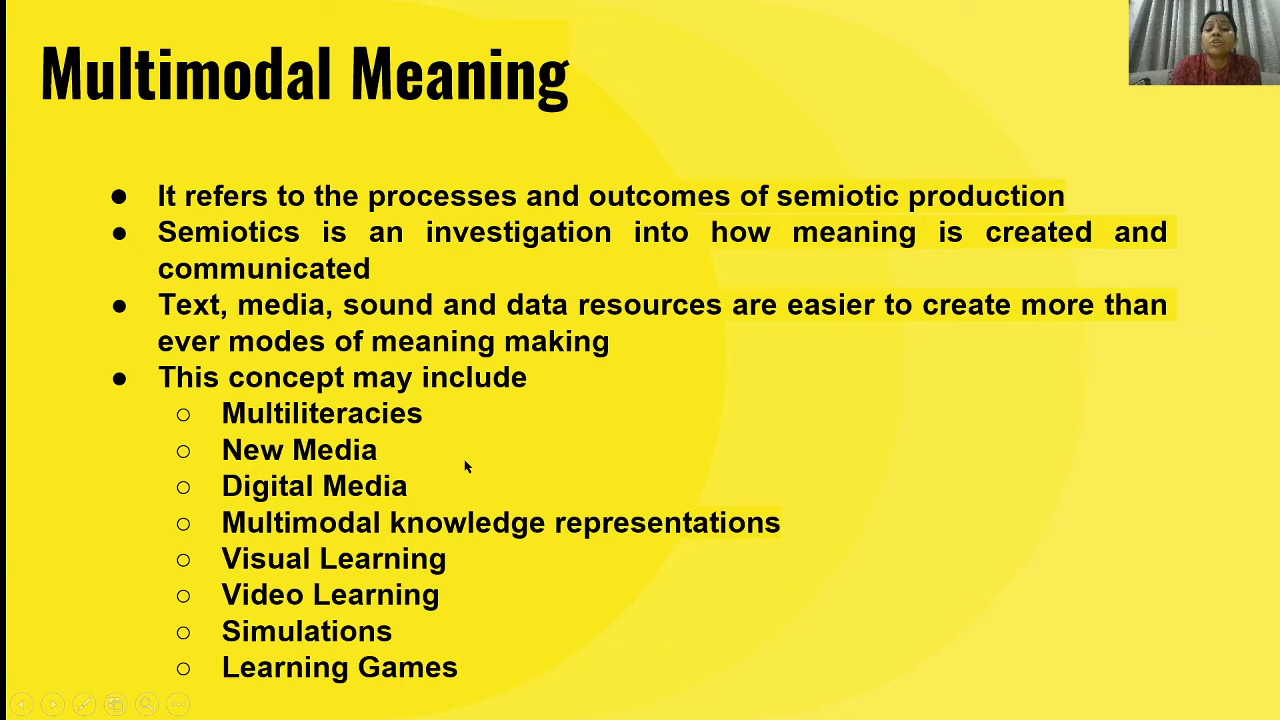 Multimodal Meaning
● It refers to the processes and outcomes of semiotic production
● Semiotics is an investigation into how meaning is created and
communicated
● Text, media, sound and data resources are easier to create more than
ever modes of meaning making
● This concept may include
○ Multiliteracies
○ New Media
○ Digital Media
○ Multimodal knowledge representations
○ Visual Learning
○ Video Learning
○ Simulations
○ Learning Games